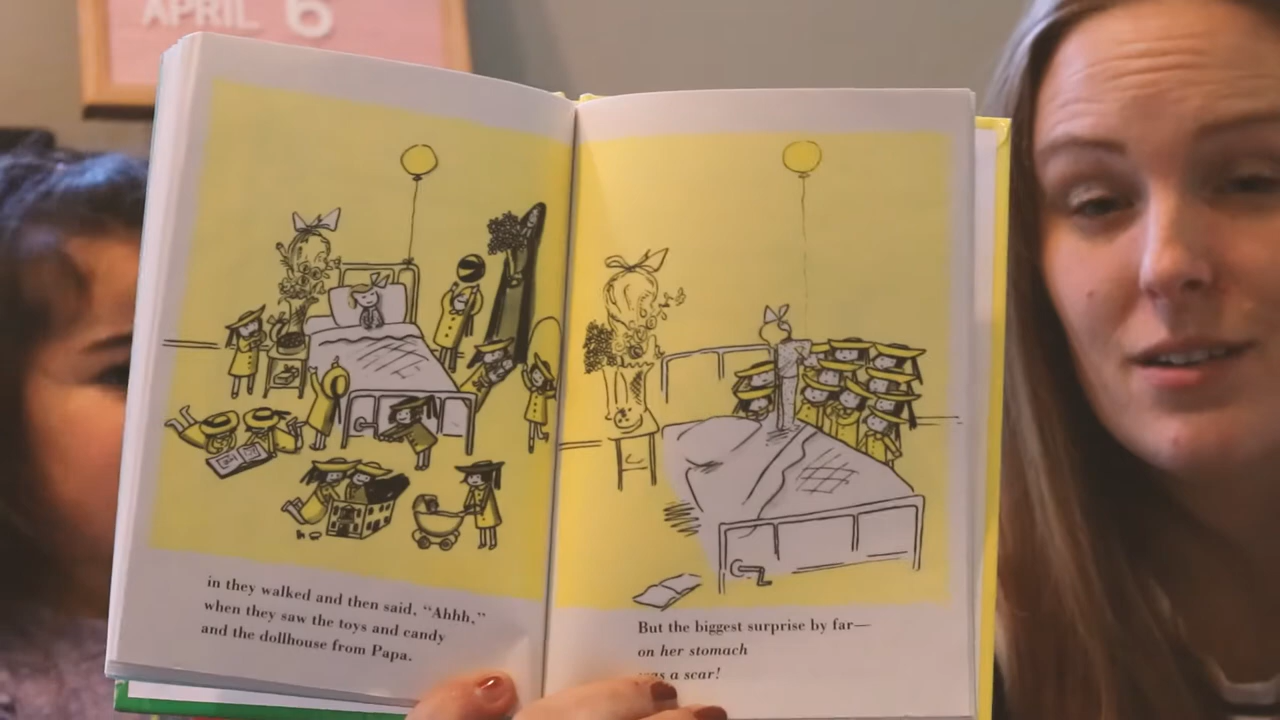 APRIL 6
in they walked and then said, "Ahhh,"
when they saw the toys and candy
and the dollhouse from Papa.
But the biggest surprise by far—
on her stomach
was a scar!